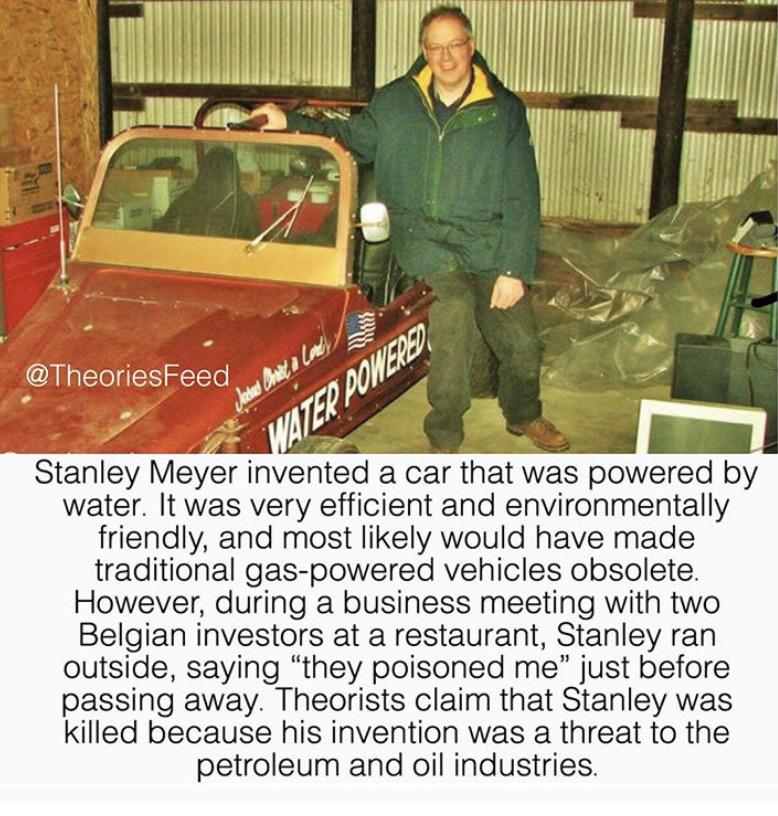 @TheoriesFeed
Jesus Christ is Lord
WATER POWERED
Stanley Meyer invented a car that was powered by
water. It was very efficient and environmentally
friendly, and most likely would have made
traditional gas-powered vehicles obsolete.
However, during a business meeting with two
Belgian investors at a restaurant, Stanley ran
outside, saying “they poisoned me” just before
passing away. Theorists claim that Stanley was
killed because his invention was a threat to the
petroleum and oil industries.